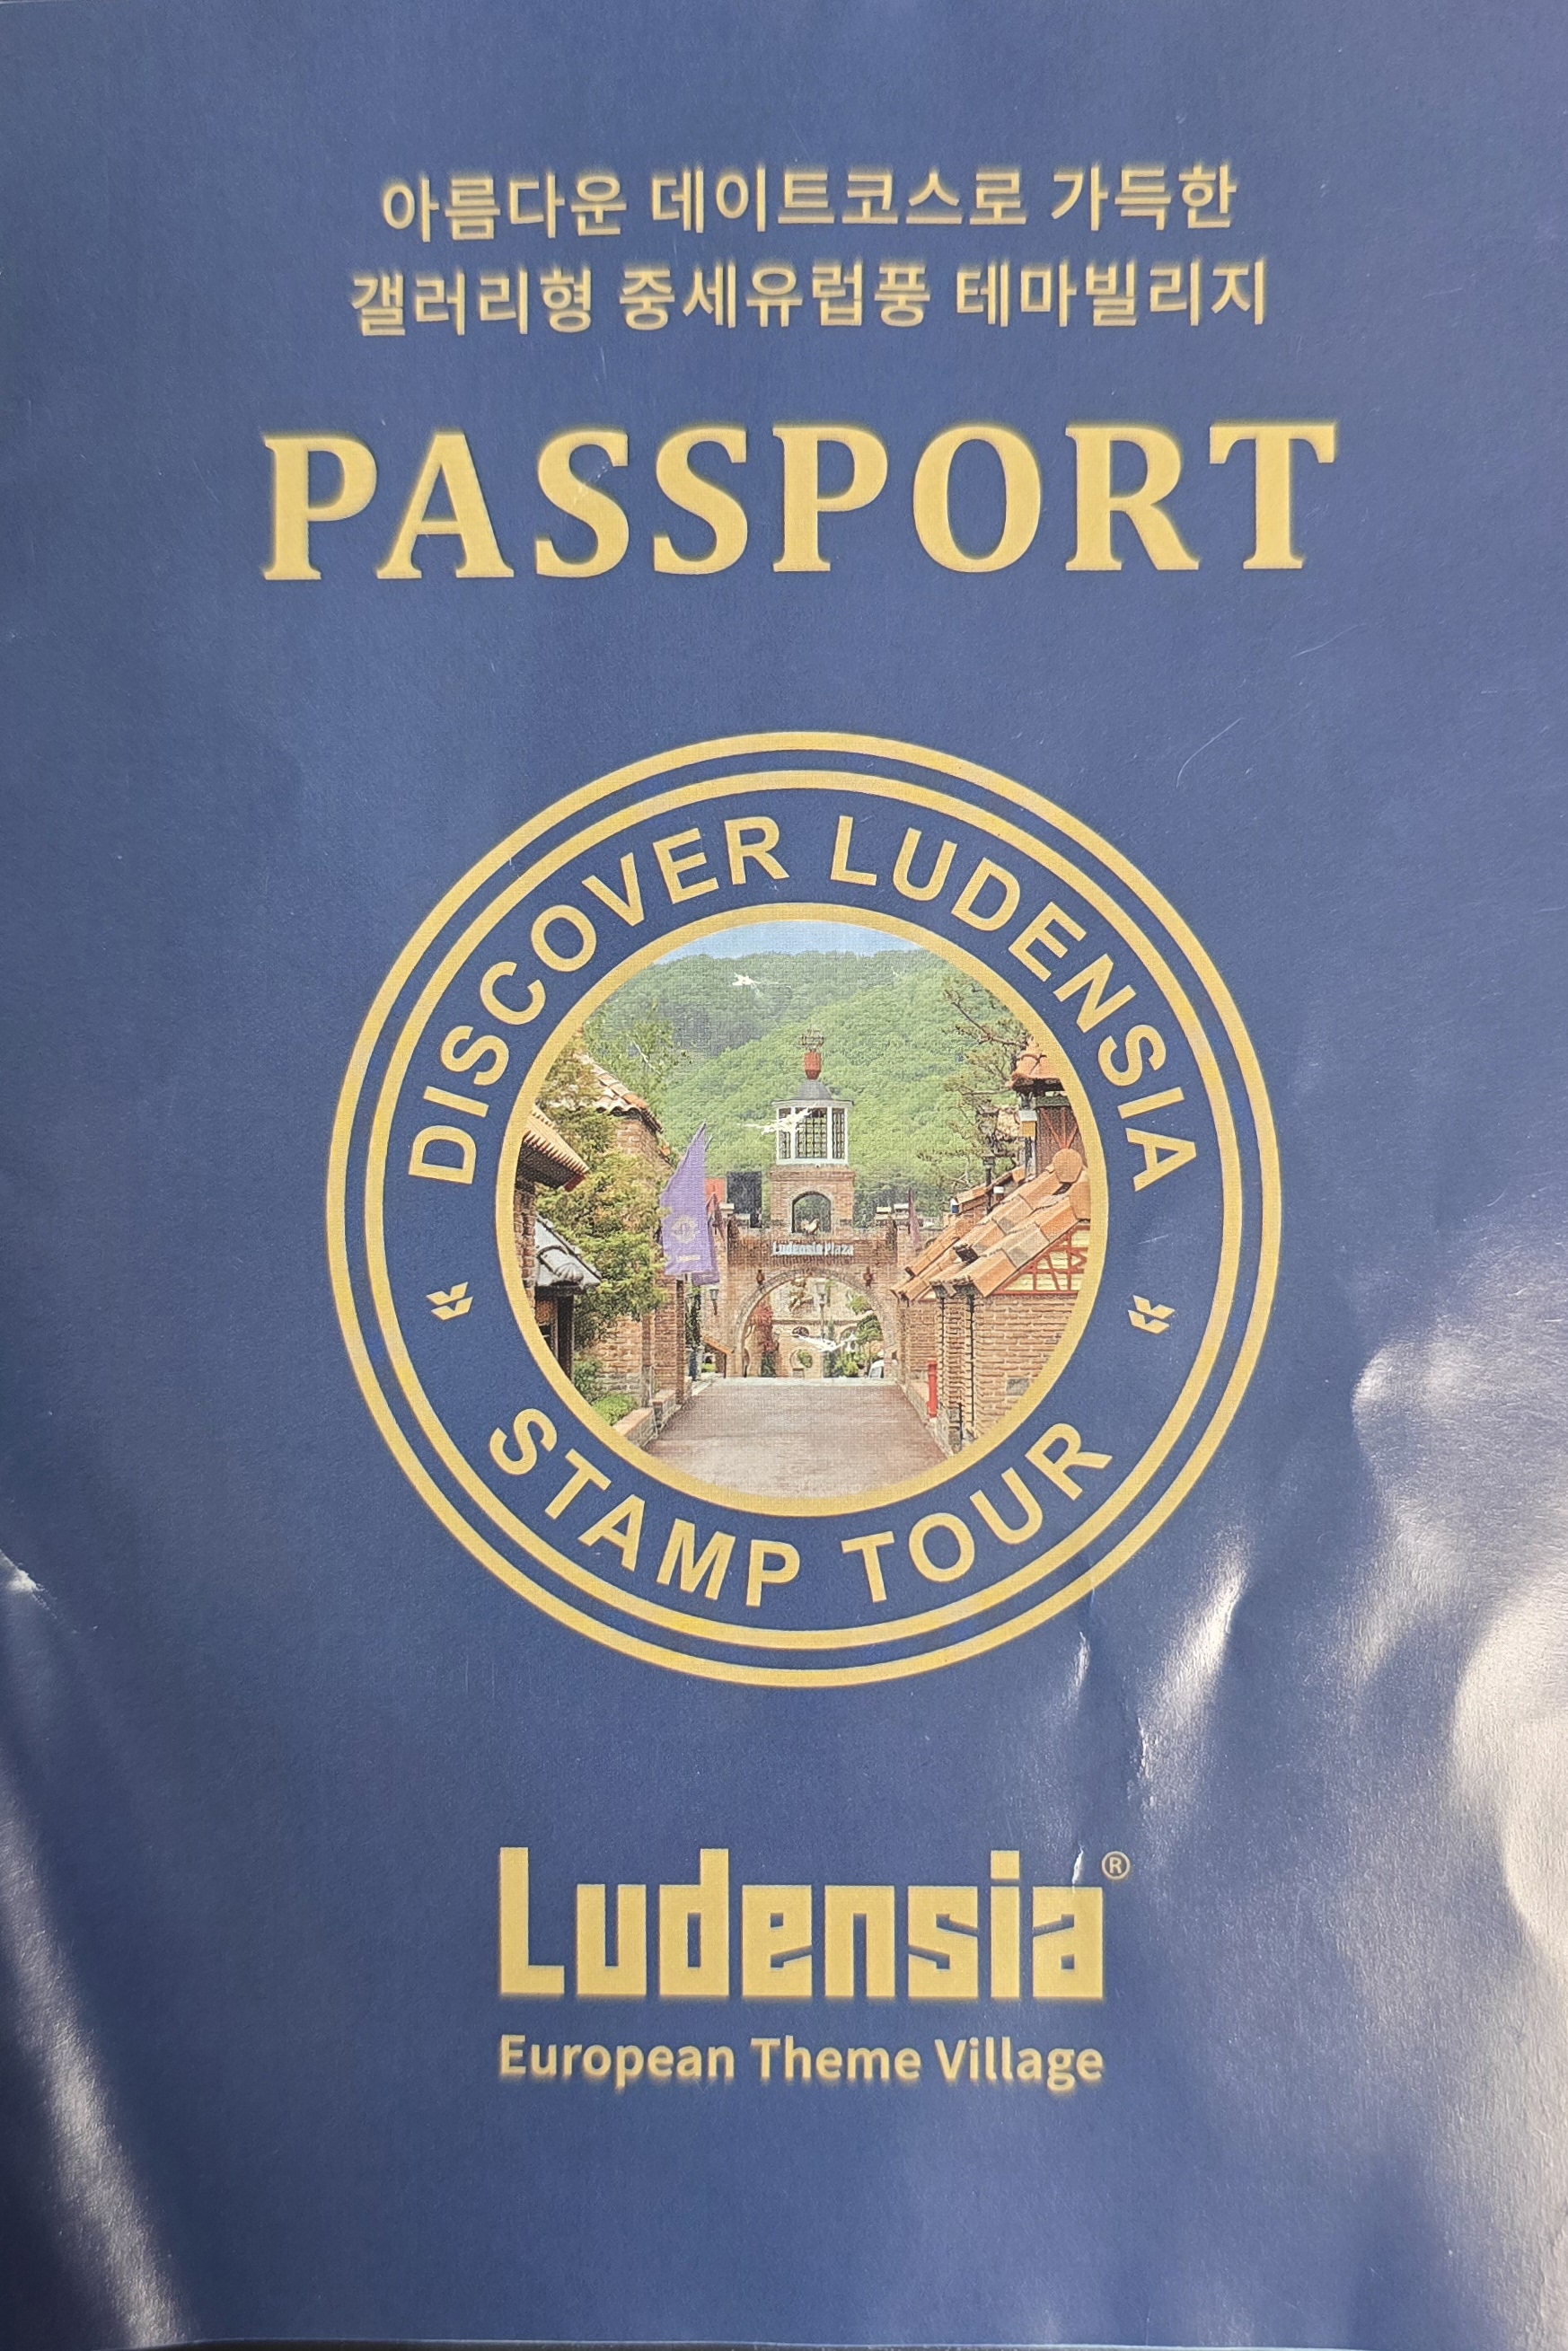 아름다운 데이트코스로 가득한
갤러리형 중세유럽풍 테마빌리지
PASSPORT
DISCOVER LUDENSIA
Ludensia Plaza
STAMP TOUR
Ludensia®
European Theme Village